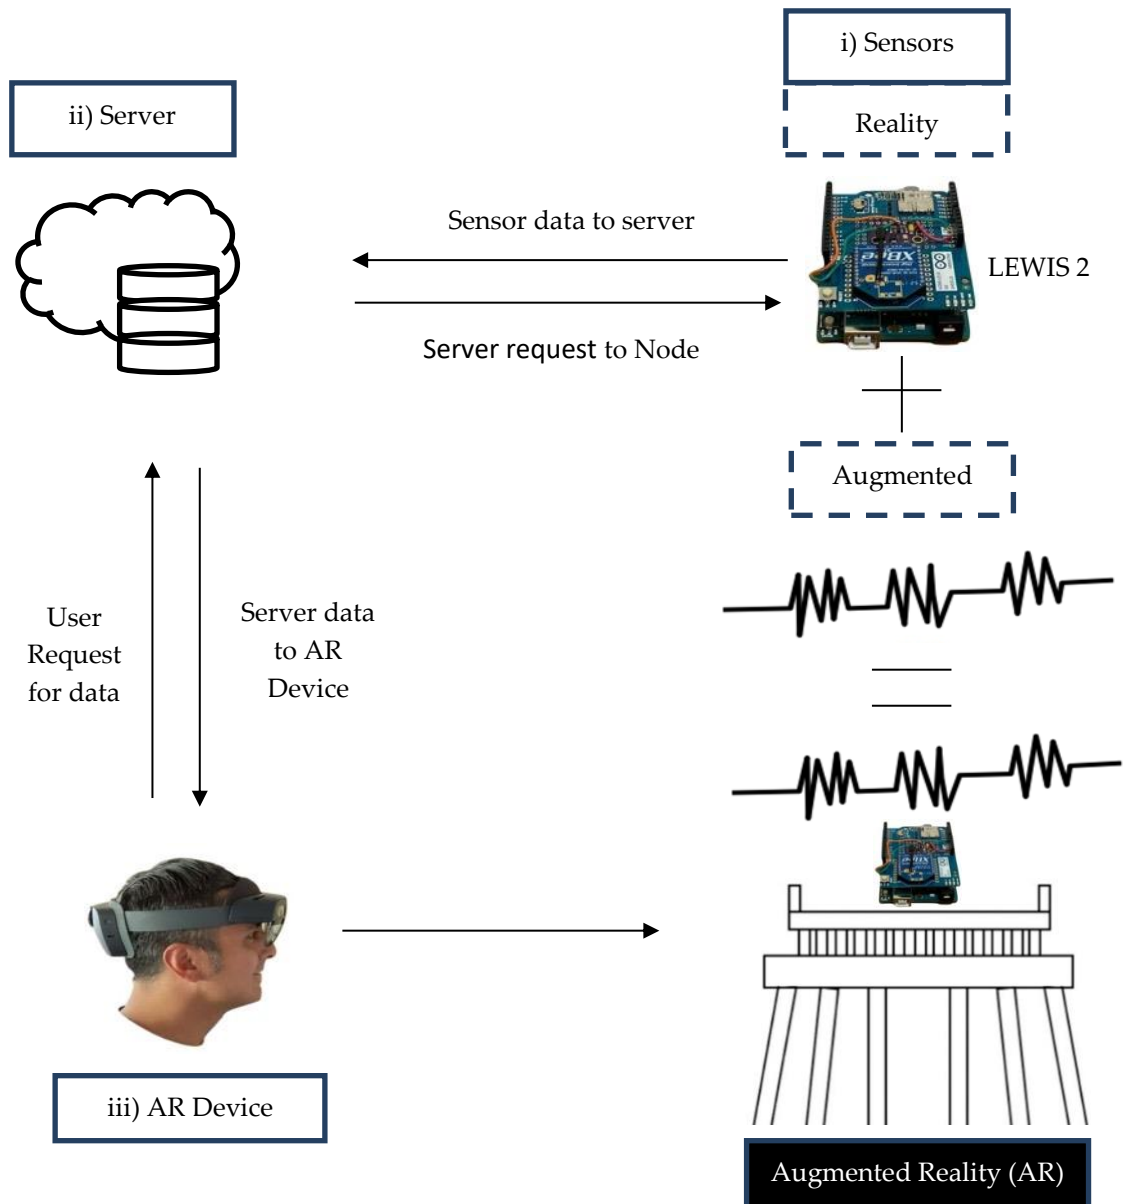 i) Sensors
ii) Server
Reality
Sensor data to server
XBee
LEWIS 2
Server request to Node
Augmented
User
Request
for data
Server data
to AR
Device
iii) AR Device
Augmented Reality (AR)